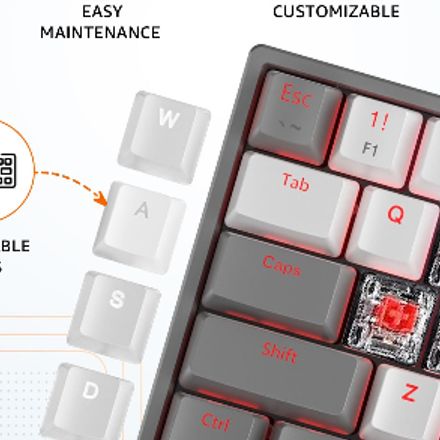 EASY
MAINTENANCE
CUSTOMIZABLE
W
A
S
D
BLE
S
Esc
` ~
1!
F1
Tab
Q
Caps
Shift
Z
Ctrl